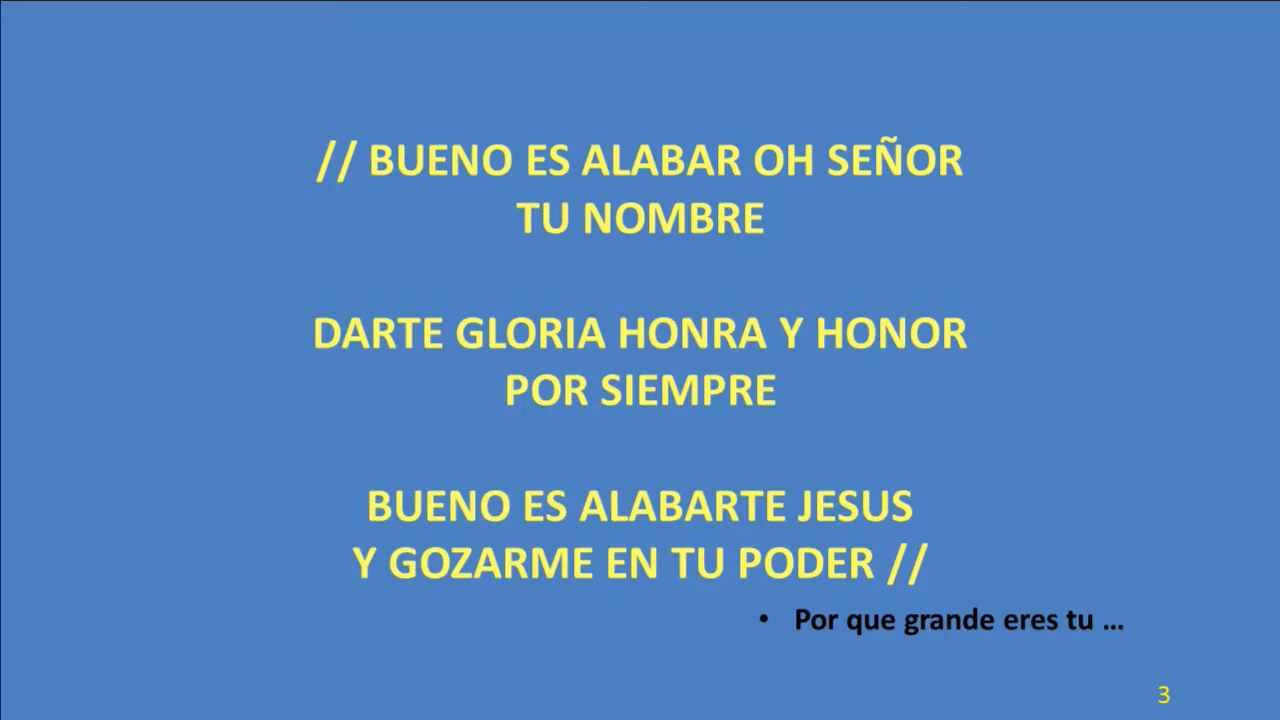 // BUENO ES ALABAR OH SEÑOR
TU NOMBRE
DARTE GLORIA HONRA Y HONOR
POR SIEMPRE
BUENO ES ALABARTE JESUS
Y GOZARME EN TU PODER //
• Por que grande eres tu ...
3